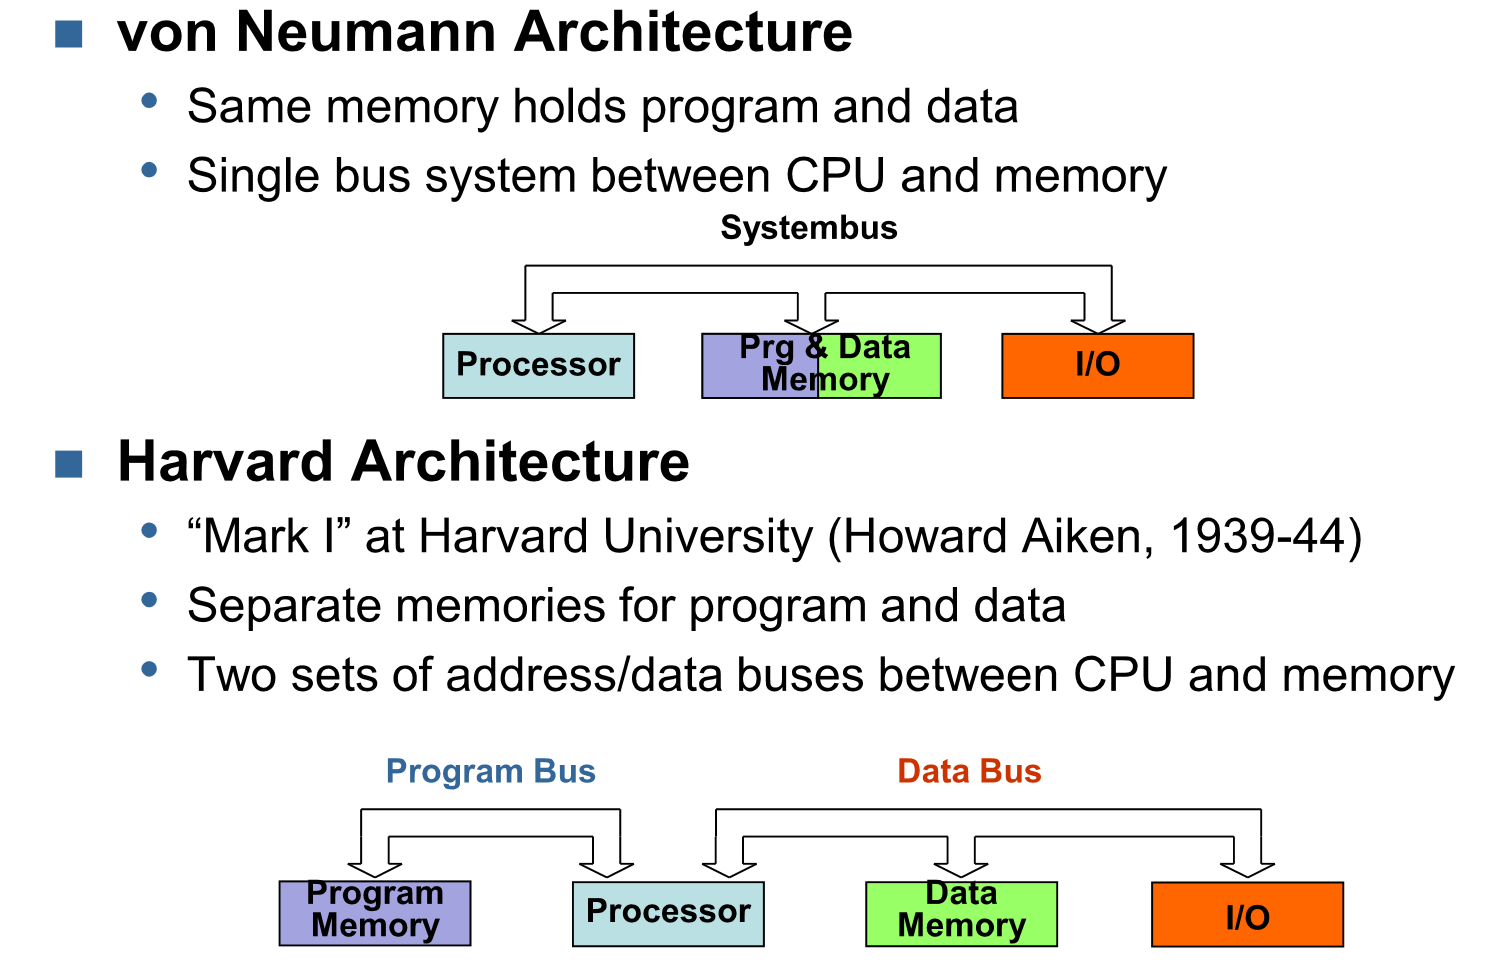 von Neumann Architecture
Same memory holds program and data
Single bus system between CPU and memory
Systembus
Processor
Prg & Data
Memory
I/O
Harvard Architecture
“Mark I” at Harvard University (Howard Aiken, 1939-44)
Separate memories for program and data
Two sets of address/data buses between CPU and memory
Program Bus
Data Bus
Program
Memory
Processor
Data
Memory
I/O